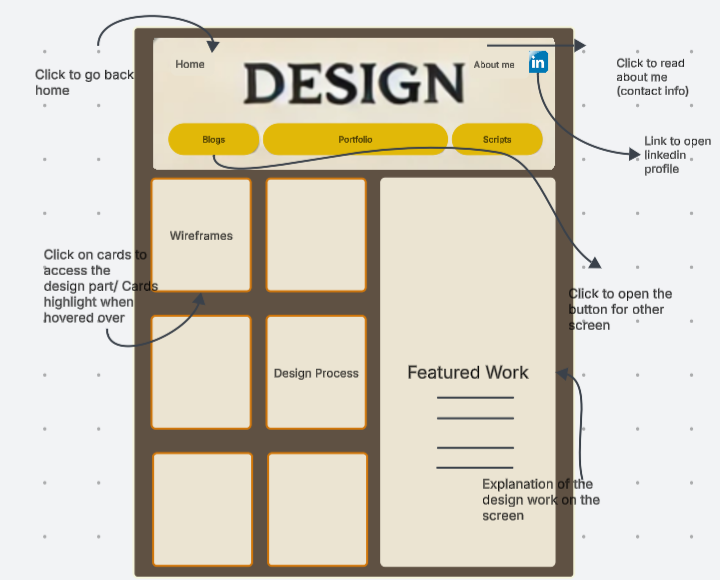 Click to go back
home
Home
DESIGN
About me
in
Click to read
about me
(contact info)
Blogs
Portfolio
Scripts
Link to open
linkedin
profile
Wireframes
Click on cards to
access the
design part/ Cards
highlight when
hovered over
Click to open the
button for other
screen
Design Process
Featured Work
Explanation of the
design work on the
screen